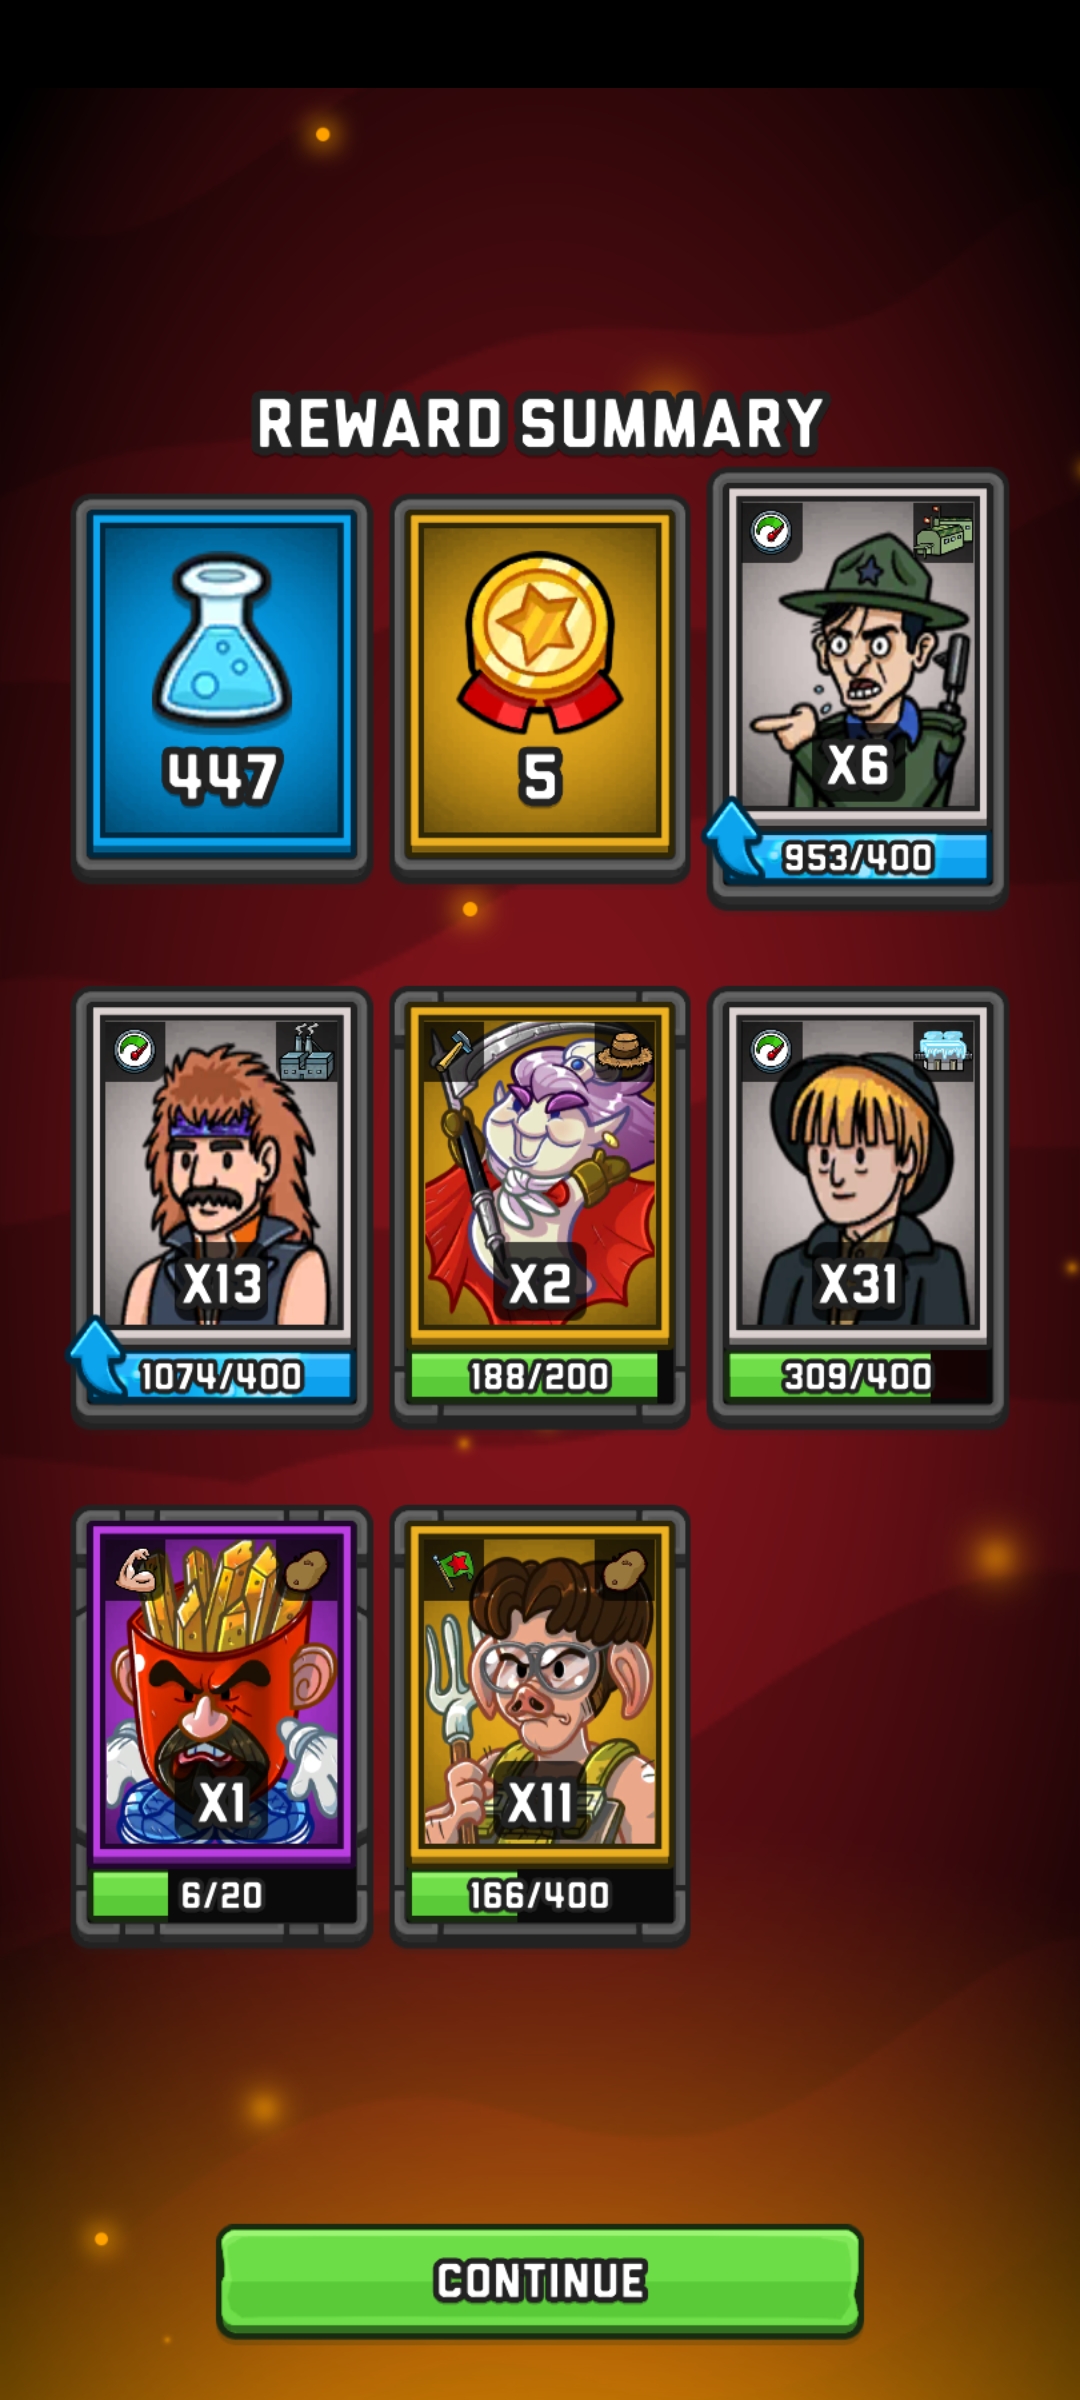 REWARD SUMMARY
447
5
X6
953/400
X13
1074/400
X2
188/200
X31
309/400
X1
6/20
X11
166/400
CONTINUE